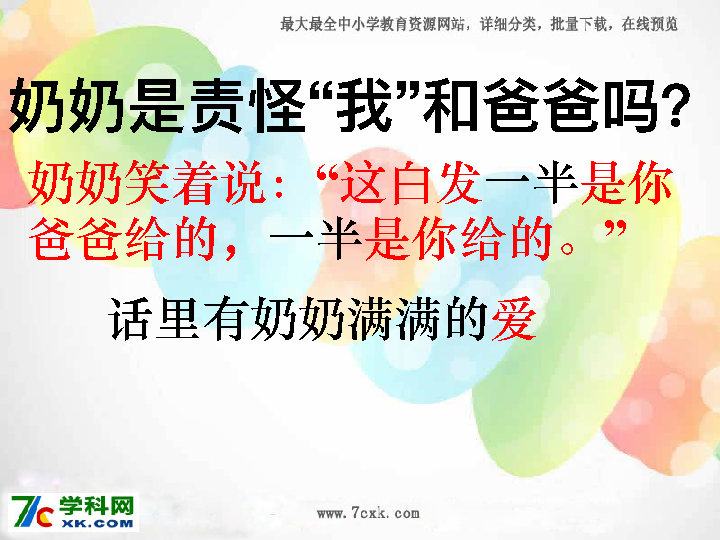 最大最全中小学教育资源网站，详细分类，批量下载，在线预览
奶奶是责怪“我”和爸爸吗?
奶奶笑着说：“这白发一半是你
爸爸给的，一半是你给的。”
话里有奶奶满满的爱
7c学科网
XK.COM
www.7cxk.com